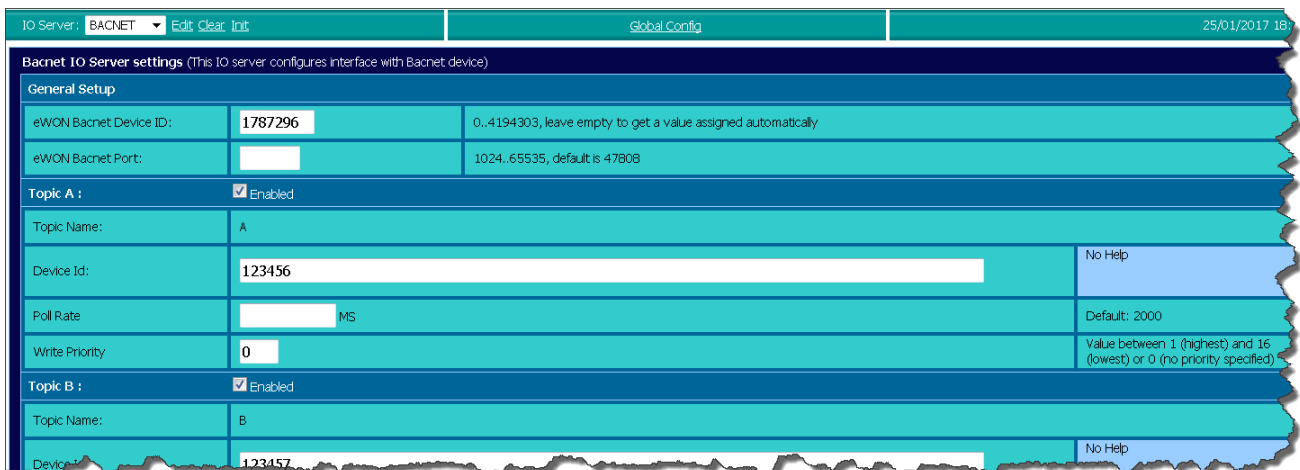 IO Server: BACNET Edit Clear Init Global Config 25/01/2017 18:
Bacnet IO Server settings (This IO server configures interface with Bacnet device)
General Setup
eWON Bacnet Device ID: 1787296 0..4194303, leave empty to get a value assigned automatically
eWON Bacnet Port: 1024..65535, default is 47808
Topic A : Enabled
Topic Name: A
Device Id: 123456 No Help
Poll Rate MS Default: 2000
Write Priority 0 Value between 1 (highest) and 16
(lowest) or 0 (no priority specified)
Topic B : Enabled
Topic Name: B
Device 123457 No Help